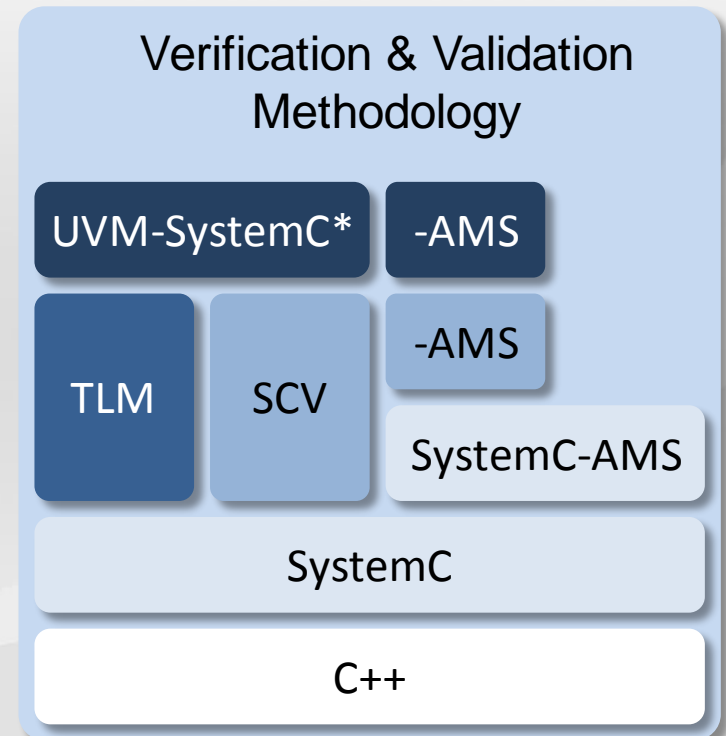 Verification & Validation
Methodology
UVM-SystemC*
-AMS
TLM
SCV
-AMS
SystemC-AMS
SystemC
C++